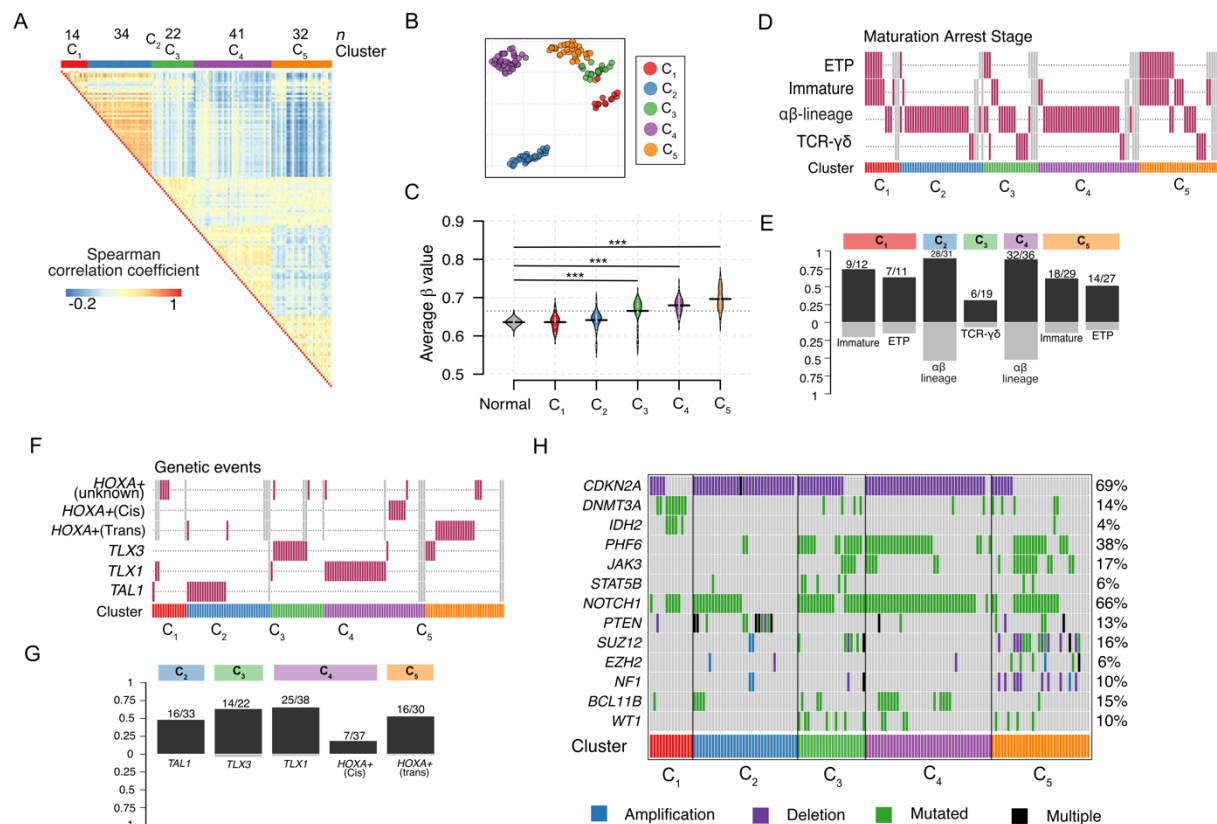 A
14 34 22 41 32 n
C1 C2 C3 C4 C5 Cluster
Spearman
correlation coefficient
-0.2 1
B
C1
C2
C3
C4
C5
C
Average β value
0.9
0.8
0.7
0.6
0.5
***
***
***
Normal C1 C2 C3 C4 C5
D
Maturation Arrest Stage
ETP
Immature
αβ-lineage
TCR-γδ
Cluster
C1 C2 C3 C4 C5
E
C1 C2 C3 C4 C5
1
0.75
0.5
0.25
0
0.25
0.5
0.75
1
9/12 7/11 28/31 6/19 32/36 18/29 14/27
Immature ETP αβ lineage TCR-γδ αβ lineage Immature ETP
F
Genetic events
HOXA+
(unknown)
HOXA+(Cis)
HOXA+(Trans)
TLX3
TLX1
TAL1
Cluster
C1 C2 C3 C4 C5
G
C2 C3 C4 C5
1
0.75
0.5
0.25
0
0.25
0.5
0.75
1
16/33 14/22 25/38 7/37 16/30
TAL1 TLX3 TLX1 HOXA+ (Cis) HOXA+ (trans)
H
CDKN2A 69%
DNMT3A 14%
IDH2 4%
PHF6 38%
JAK3 17%
STAT5B 6%
NOTCH1 66%
PTEN 13%
SUZ12 16%
EZH2 6%
NF1 10%
BCL11B 15%
WT1 10%
Cluster
C1 C2 C3 C4 C5
Amplification Deletion Mutated Multiple